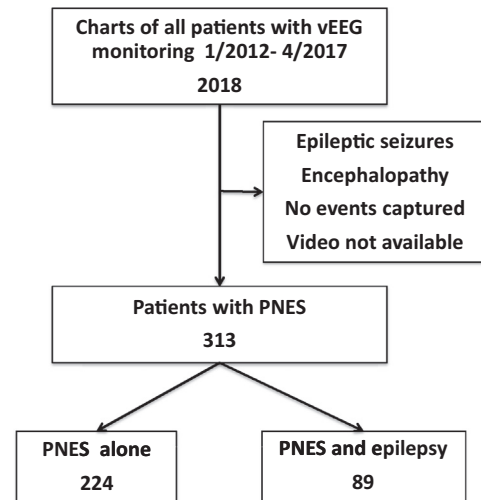 Charts of all patients with vEEG
monitoring 1/2012- 4/2017
2018
Epileptic seizures
Encephalopathy
No events captured
Video not available
Patients with PNES
313
PNES alone
224
PNES and epilepsy
89